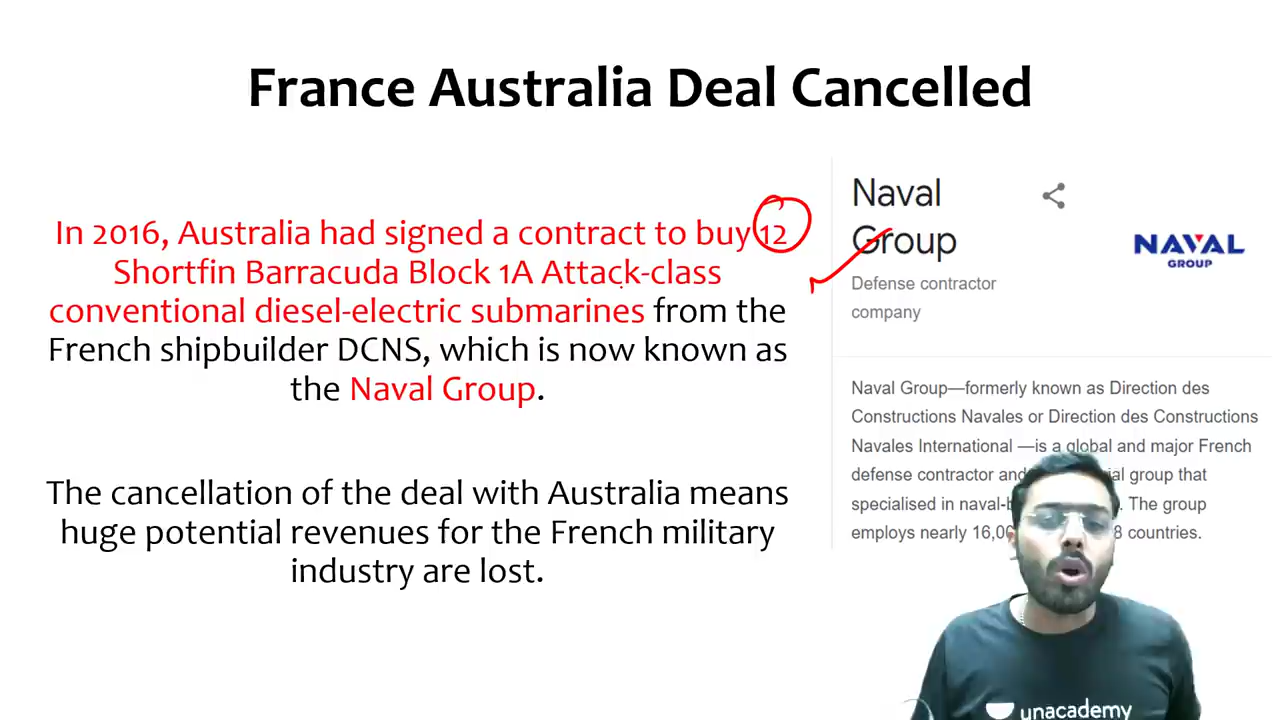 France Australia Deal Cancelled
In 2016, Australia had signed a contract to buy 12
Shortfin Barracuda Block 1A Attack-class
conventional diesel-electric submarines from the
French shipbuilder DCNS, which is now known as
the Naval Group.
The cancellation of the deal with Australia means
huge potential revenues for the French military
industry are lost.
Naval
Group
Defense contractor
company
NAVAL
GROUP
Naval Group—formerly known as Direction des
Constructions Navales or Direction des Constructions
Navales International —is a global and major French
defense contractor and group that
specialised in The group
employs nearly 8 countries.
unacademy